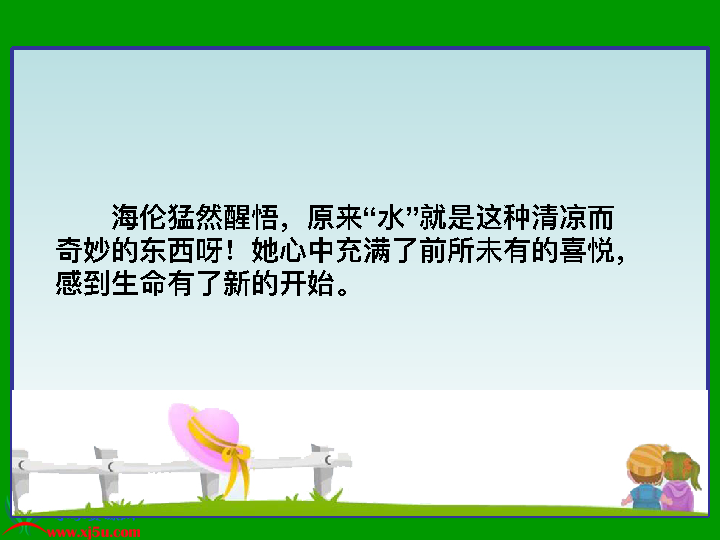 海伦猛然醒悟，原来“水”就是这种清凉而
奇妙的东西呀！她心中充满了前所未有的喜悦，
感到生命有了新的开始。
www.xj5u.com